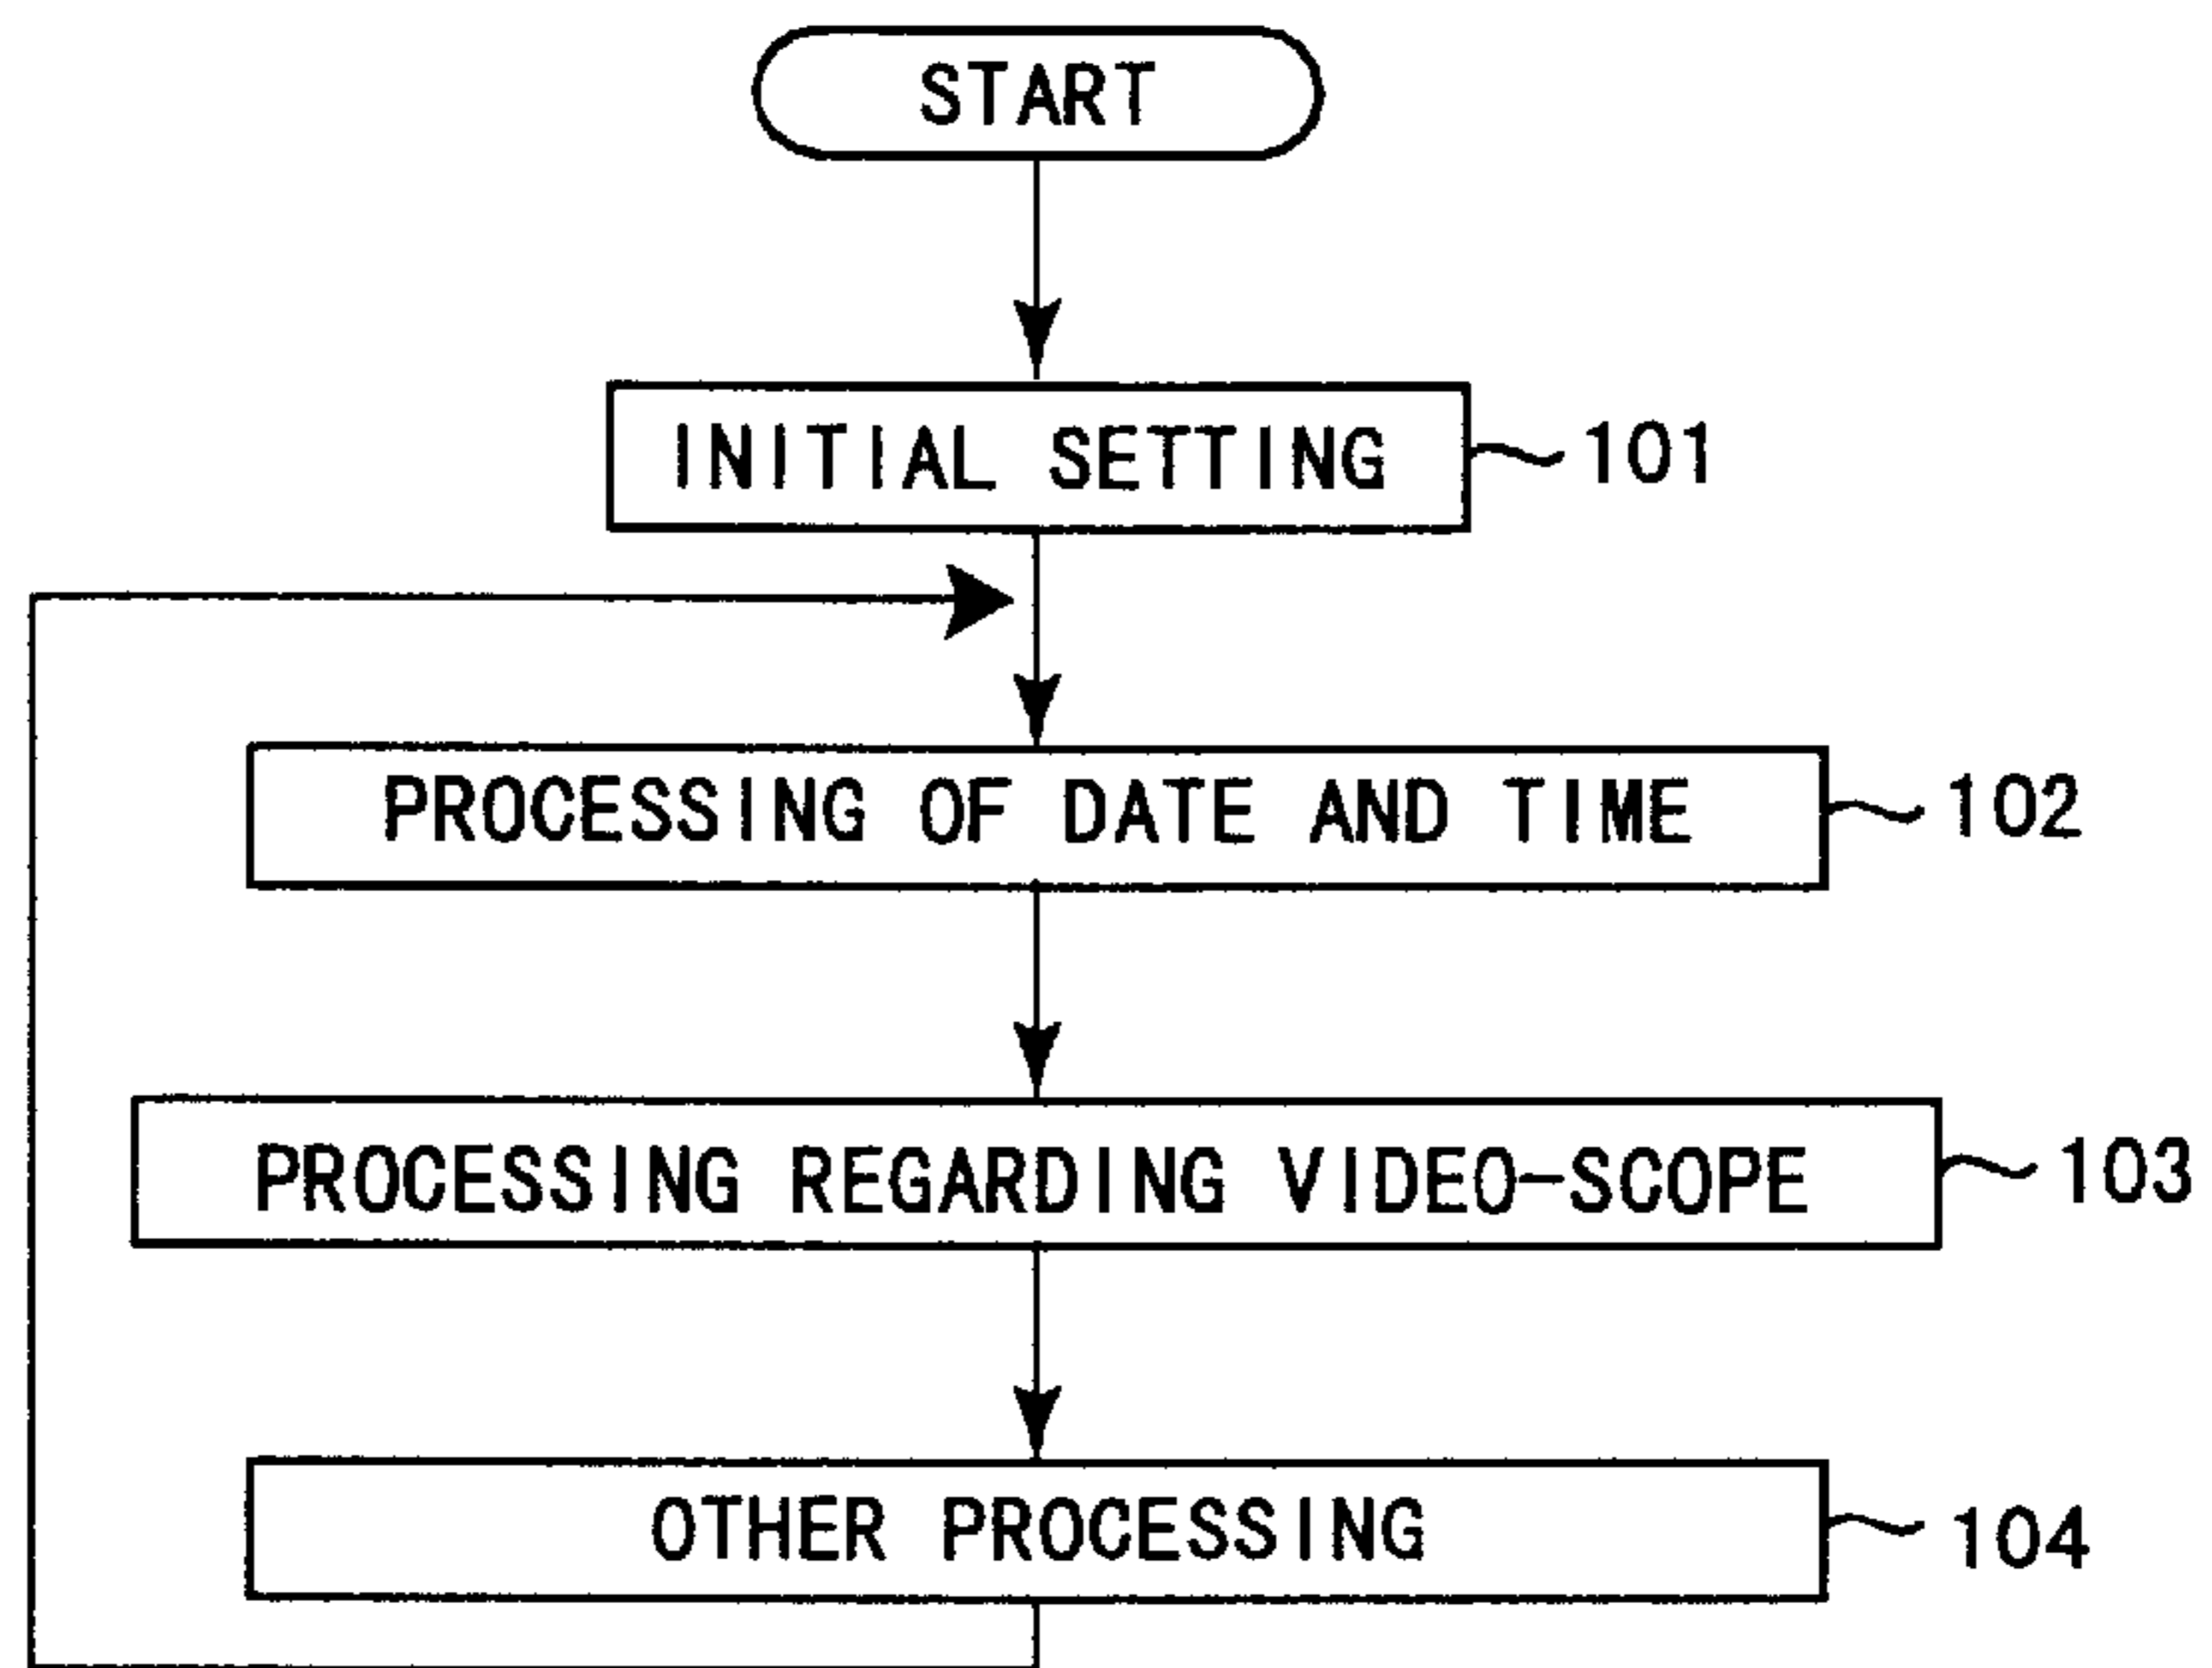 START
INITIAL SETTING
101
PROCESSING OF DATE AND TIME
102
PROCESSING REGARDING VIDEO-SCOPE
103
OTHER PROCESSING
104